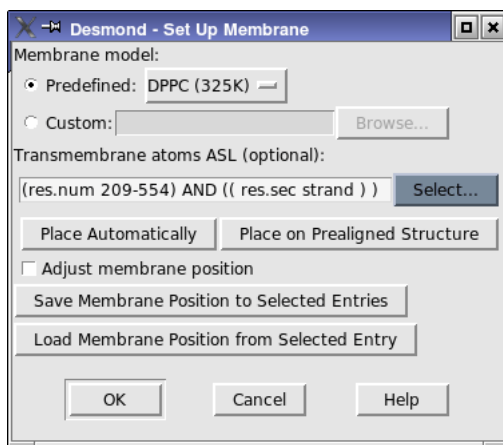 Desmond - Set Up Membrane
Membrane model:
Predefined: DPPC (325K)
Custom: Browse...
Transmembrane atoms ASL (optional):
(res.num 209-554) AND (( res.sec strand ) ) Select...
Place Automatically Place on Prealigned Structure
Adjust membrane position
Save Membrane Position to Selected Entries
Load Membrane Position from Selected Entry
OK Cancel Help